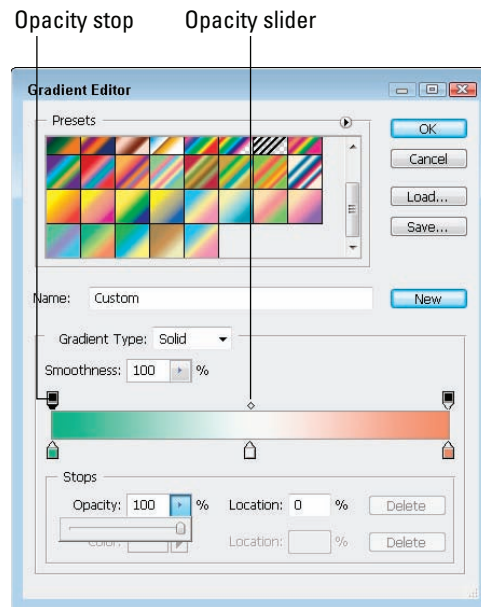 Opacity stop Opacity slider
Gradient Editor
Presets
OK
Cancel
Load...
Save...
Name: Custom
New
Gradient Type: Solid
Smoothness: 100 %
Stops
Opacity: 100 % Location: 0 % Delete
Color: Location: % Delete